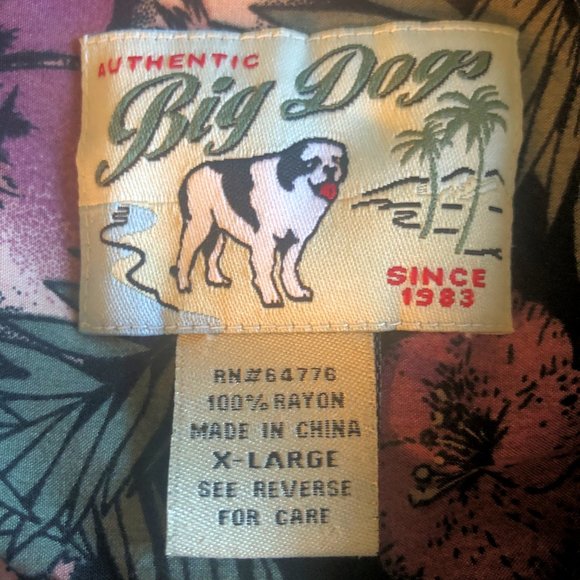 AUTHENTIC
Big Dogs
SINCE
1983
RN#64776
100% RAYON
MADE IN CHINA
X-LARGE
SEE REVERSE
FOR CARE